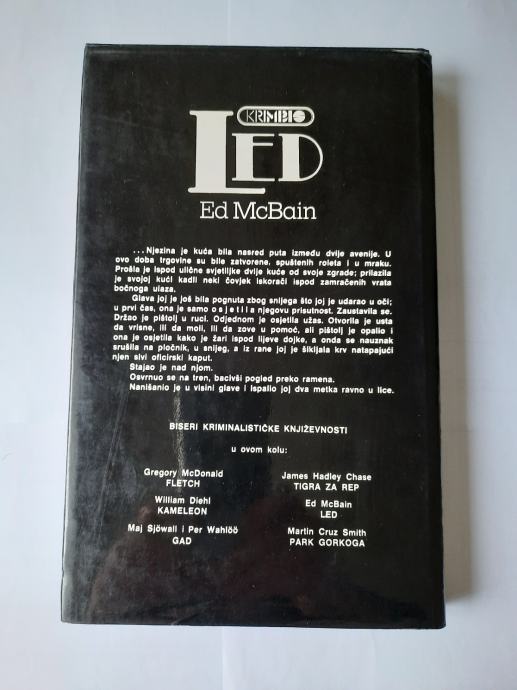 KRIMBIS
LED
Ed McBain
...Njezina je kuća bila nasred puta između dvije avenije. U
ovo doba trgovine su bile zatvorene, spuštenih roleta i u mraku.
Prošla je ispod ulične svjetiljke dvije kuće od svoje zgrade; prilazila
je svojoj kući kadli neki čovjek iskorači ispod zamračenih vrata
bočnoga ulaza.
Glava joj je još bila pognuta zbog snijega što joj je udarao u oči;
u prvi čas, ona je samo osjetila njegovu prisutnost. Zaustavila se.
Držao je pištolj u ruci. Odjednom je osjetila užas. Otvorila je usta
da vrisne, ili da moli, ili da zove u pomoć, ali pištolj je opalio i
ona je osjetila kako je žari ispod lijeve dojke, a onda se nauznak
srušila na pločnik, u snijeg, a iz rane joj je šikljala krv natapajući
njen sivi oficirski kaput.
Stajao je nad njom.
Osvrnuo se na tren, bacivši pogled preko ramena.
Nanišanio je u visini glave i ispalio joj dva metka ravno u lice.
BISERI KRIMINALISTIČKE KNJIŽEVNOSTI
u ovom kolu:
Gregory McDonald
FLETCH
William Diehl
KAMELEON
Maj Sjöwall i Per Wahlöö
GAD
James Hadley Chase
TIGRA ZA REP
Ed McBain
LED
Martin Cruz Smith
PARK GORKOGA